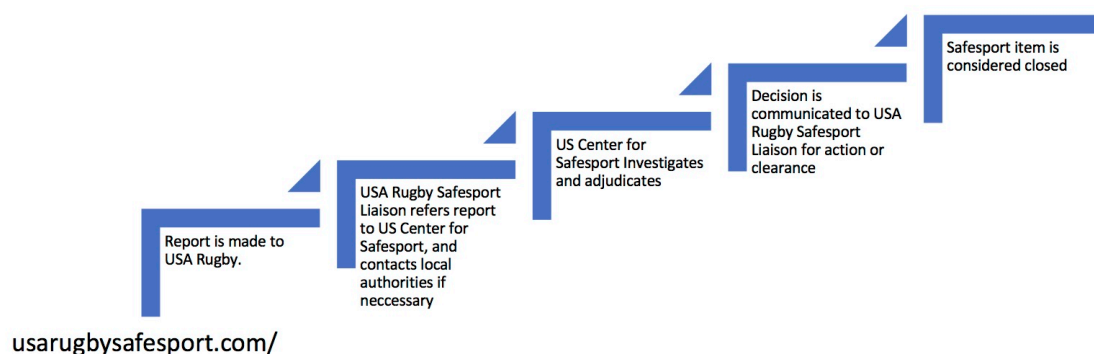 Report is made to
USA Rugby.
USA Rugby Safesport
Liaison refers report
to US Center for
Safesport, and
contacts local
authorities if
neccessary
US Center for
Safesport Investigates
and adjudicates
Decision is
communicated to USA
Rugby Safesport
Liaison for action or
clearance
Safesport item is
considered closed
usarugbysafesport.com/